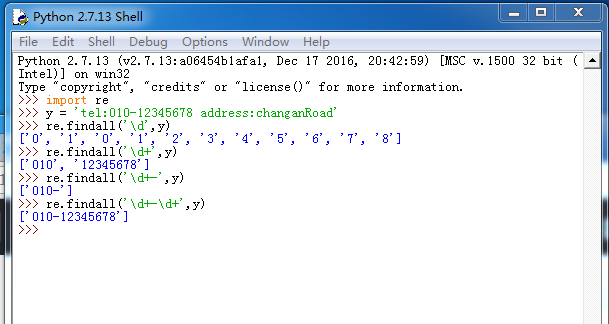 Python 2.7.13 Shell
File Edit Shell Debug Options Window Help
Python 2.7.13 (v2.7.13:a06454b1afa1, Dec 17 2016, 20:42:59) [MSC v.1500 32 bit (
Intel)] on win32
Type "copyright", "credits" or "license()" for more information.
>>> import re
>>> y = 'tel:010-12345678 address:changanRoad'
>>> re.findall('\d',y)
['0', '1', '0', '1', '2', '3', '4', '5', '6', '7', '8']
>>> re.findall('\d+',y)
['010', '12345678']
>>> re.findall('\d+-',y)
['010-']
>>> re.findall('\d+-\d+',y)
['010-12345678']
>>>